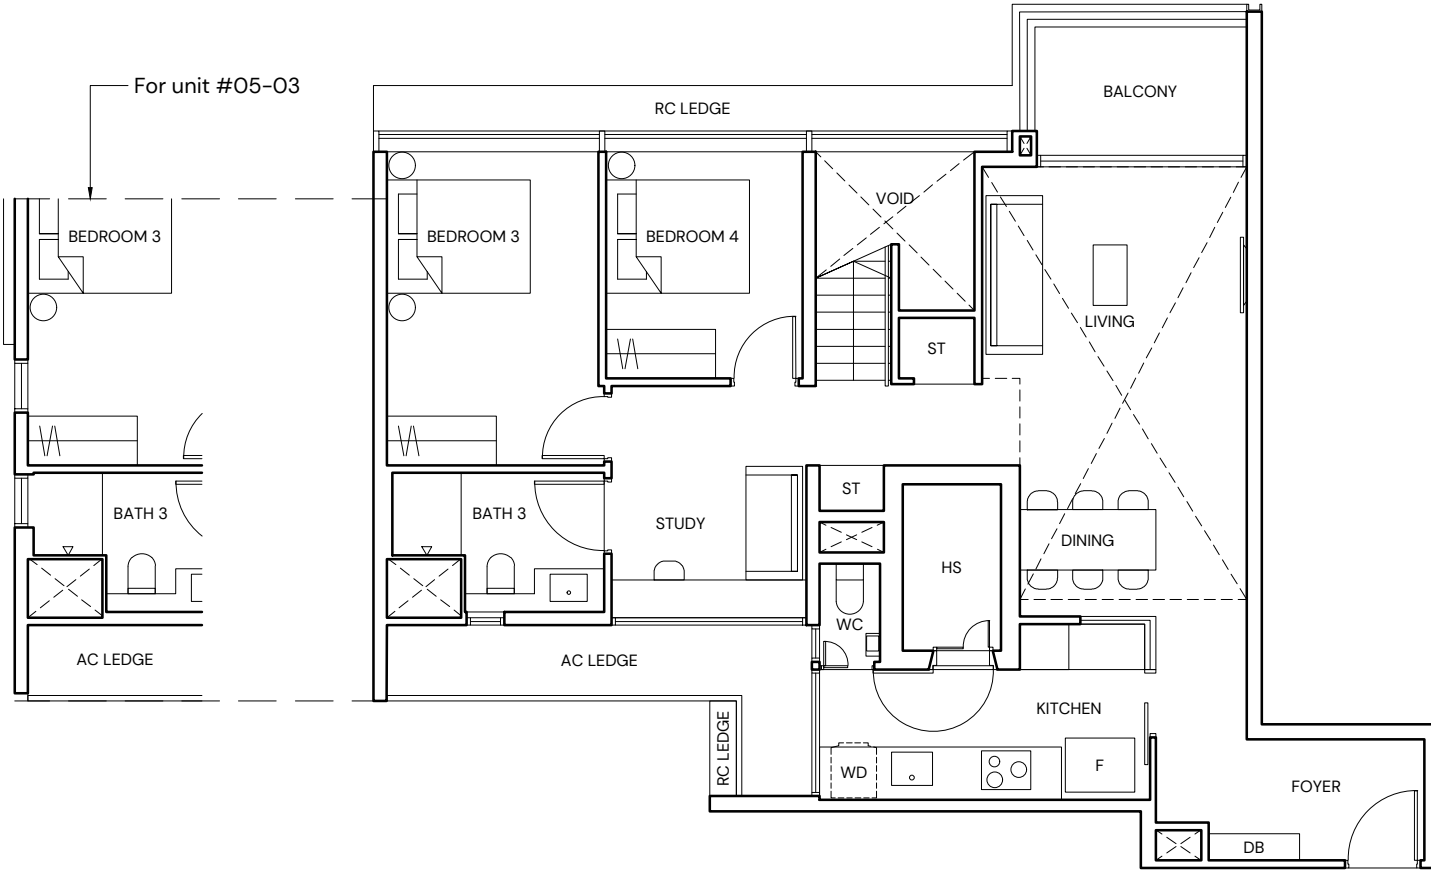 For unit #05-03
BALCONY
RC LEDGE
VOID
BEDROOM 3
BEDROOM 3
BEDROOM 4
LIVING
ST
ST
BATH 3
BATH 3
STUDY
DINING
HS
WC
AC LEDGE
AC LEDGE
KITCHEN
RC LEDGE
WD
F
FOYER
DB